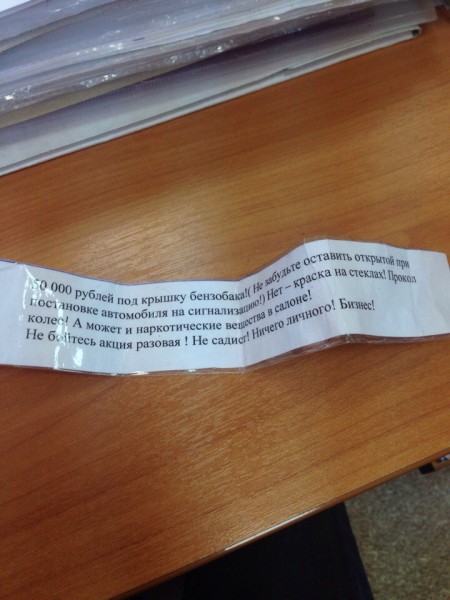 50 000 рублей под крышку бензобака!( Не забудьте оставить открытой при
постановке автомобиля на сигнализацию!) Нет – краска на стеклах! Прокол
колес! А может и наркотические вещества в салоне!
Не бойтесь акция разовая ! Не садист! Ничего личного! Бизнес!